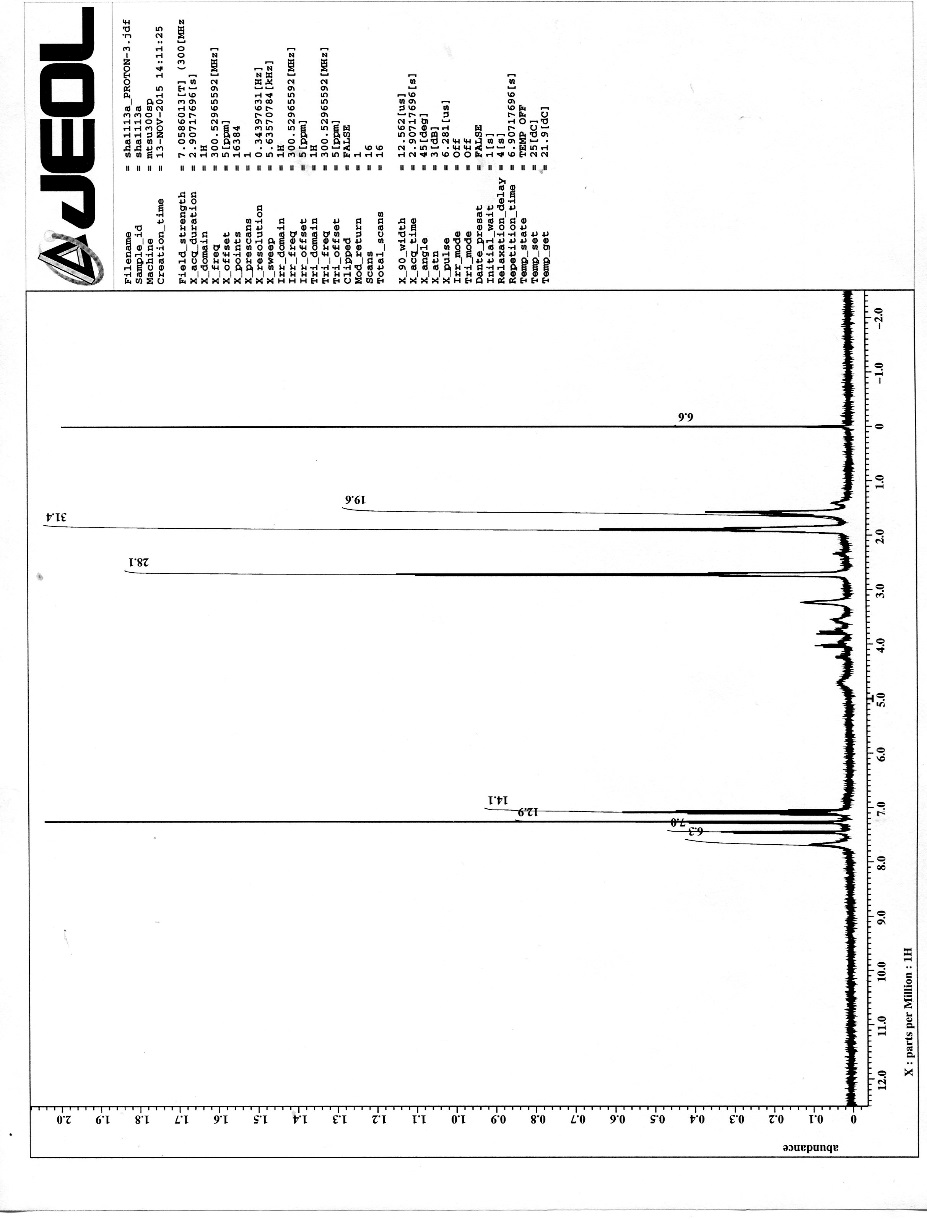 JEOL
Filename = sha1113a_PROTON-3.jdf
Sample_id = sha1113a
Machine = mtsu300sp
Creation_time = 13-NOV-2015 14:11:25
Field_strength = 7.0586013[T] (300[MHz
X_acq_duration = 2.90717696[s]
X_domain = 1H
X_freq = 300.52965592[MHz]
X_offset = 5[ppm]
X_points = 16384
X_prescans = 1
X_resolution = 0.34397631[Hz]
X_sweep = 5.63570784[kHz]
Irr_domain = 1H
Irr_freq = 300.52965592[MHz]
Irr_offset = 5[ppm]
Tri_domain = 1H
Tri_freq = 300.52965592[MHz]
Tri_offset = 5[ppm]
Clipped = FALSE
Mod_return = 1
Scans = 16
Total_scans = 16
X_90_width = 12.562[us]
X_acq_time = 2.90717696[s]
X_angle = 45[deg]
X_atn = 3[dB]
X_pulse = 6.281[us]
Irr_mode = Off
Tri_mode = Off
Dante_presat = FALSE
Initial_wait = 1[s]
Relaxation_delay = 4[s]
Repetition_time = 6.90717696[s]
Temp_state = TEMP OFF
Temp_set = 25[dC]
Temp_get = 21.9[dC]
abundance
0 0.1 0.2 0.3 0.4 0.5 0.6 0.7 0.8 0.9 1.0 1.1 1.2 1.3 1.4 1.5 1.6 1.7 1.8 1.9 2.0
6.3
7.0
12.9
14.1
28.1
31.4
19.6
6.6
12.0 11.0 10.0 9.0 8.0 7.0 6.0 5.0 4.0 3.0 2.0 1.0 0 -1.0 -2.0
X : parts per Million : 1H